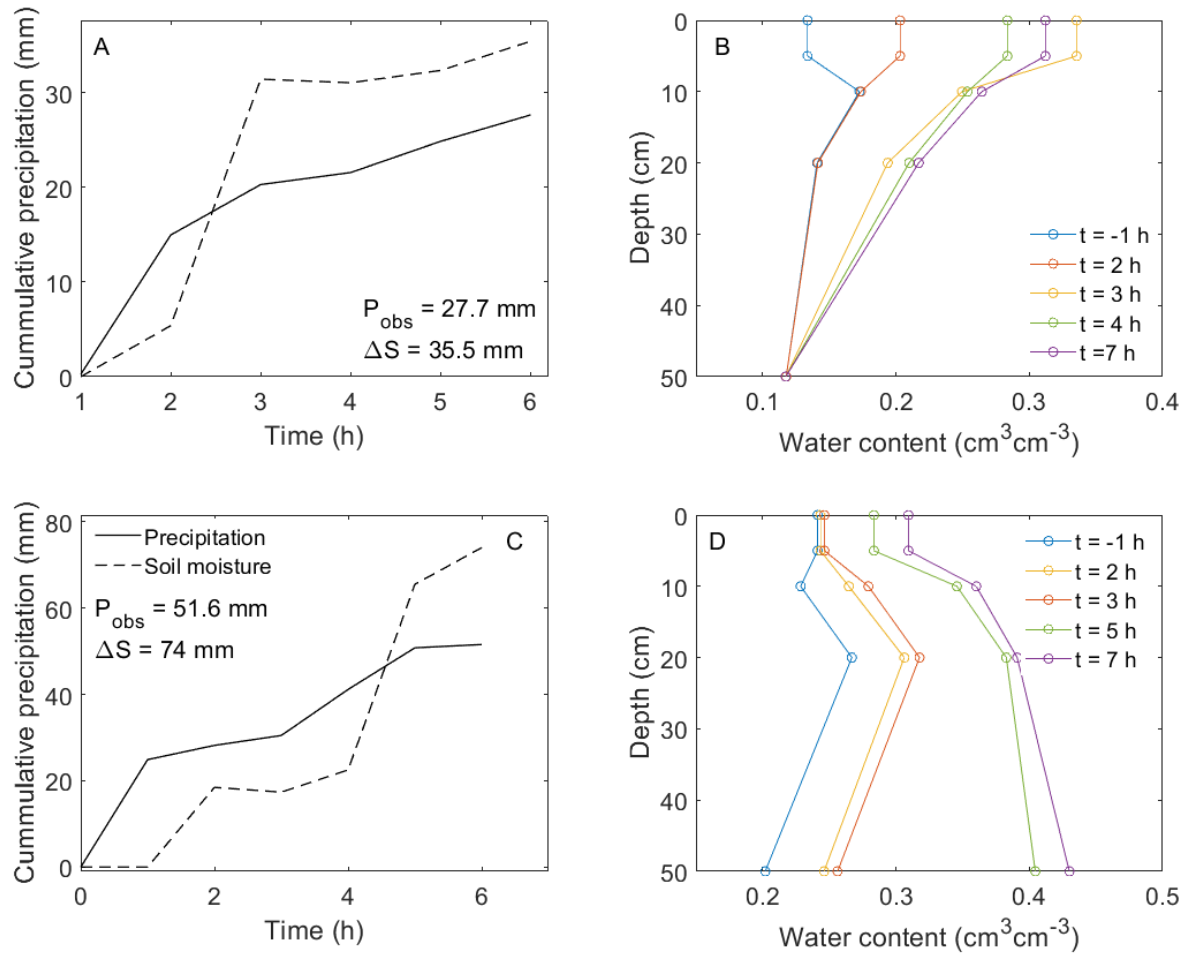 A
Cummulative precipitation (mm)
30
20
10
0
P_obs = 27.7 mm
ΔS = 35.5 mm
1 2 3 4 5 6
Time (h)
B
Depth (cm)
0
10
20
30
40
50
t = -1 h
t = 2 h
t = 3 h
t = 4 h
t =7 h
0.1 0.2 0.3 0.4
Water content (cm³cm⁻³)
C
Cummulative precipitation (mm)
80
60
40
20
0
Precipitation
Soil moisture
P_obs = 51.6 mm
ΔS = 74 mm
0 2 4 6
Time (h)
D
Depth (cm)
0
10
20
30
40
50
t = -1 h
t = 2 h
t = 3 h
t = 5 h
t = 7 h
0.2 0.3 0.4 0.5
Water content (cm³cm⁻³)